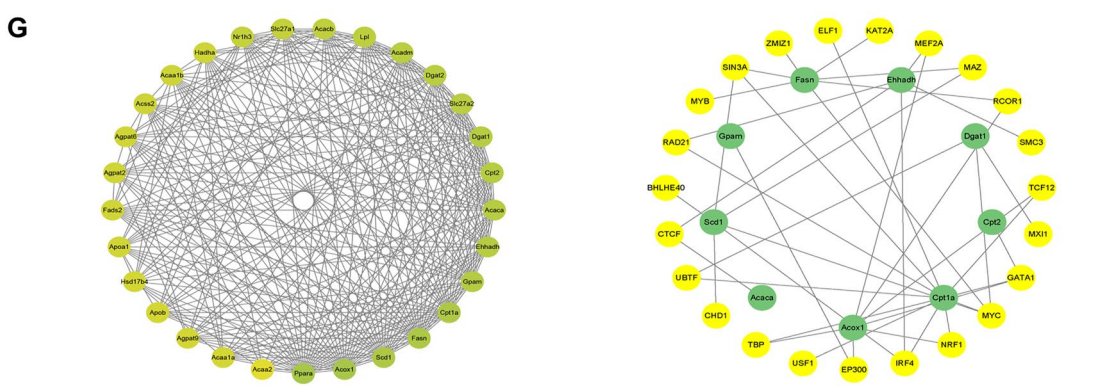 G
Slc27a1
Acacb
Lpl
Nr1h3
Acadm
Hadha
Dgat2
Acaa1b
Slc27a2
Acss2
Dgat1
Agpat6
Cpt2
Agpat2
Acaca
Fads2
Ehhadh
Apoa1
Gpam
Hsd17b4
Cpt1a
Apob
Fasn
Agpat9
Scd1
Acaa1a
Acox1
Acaa2
Ppara
ELF1
KAT2A
ZMIZ1
MEF2A
SIN3A
MAZ
Fasn
Ehhadh
MYB
RCOR1
Gpam
Dgat1
RAD21
SMC3
BHLHE40
TCF12
Scd1
Cpt2
CTCF
MXI1
UBTF
GATA1
Acaca
Cpt1a
CHD1
MYC
Acox1
TBP
NRF1
USF1
EP300
IRF4